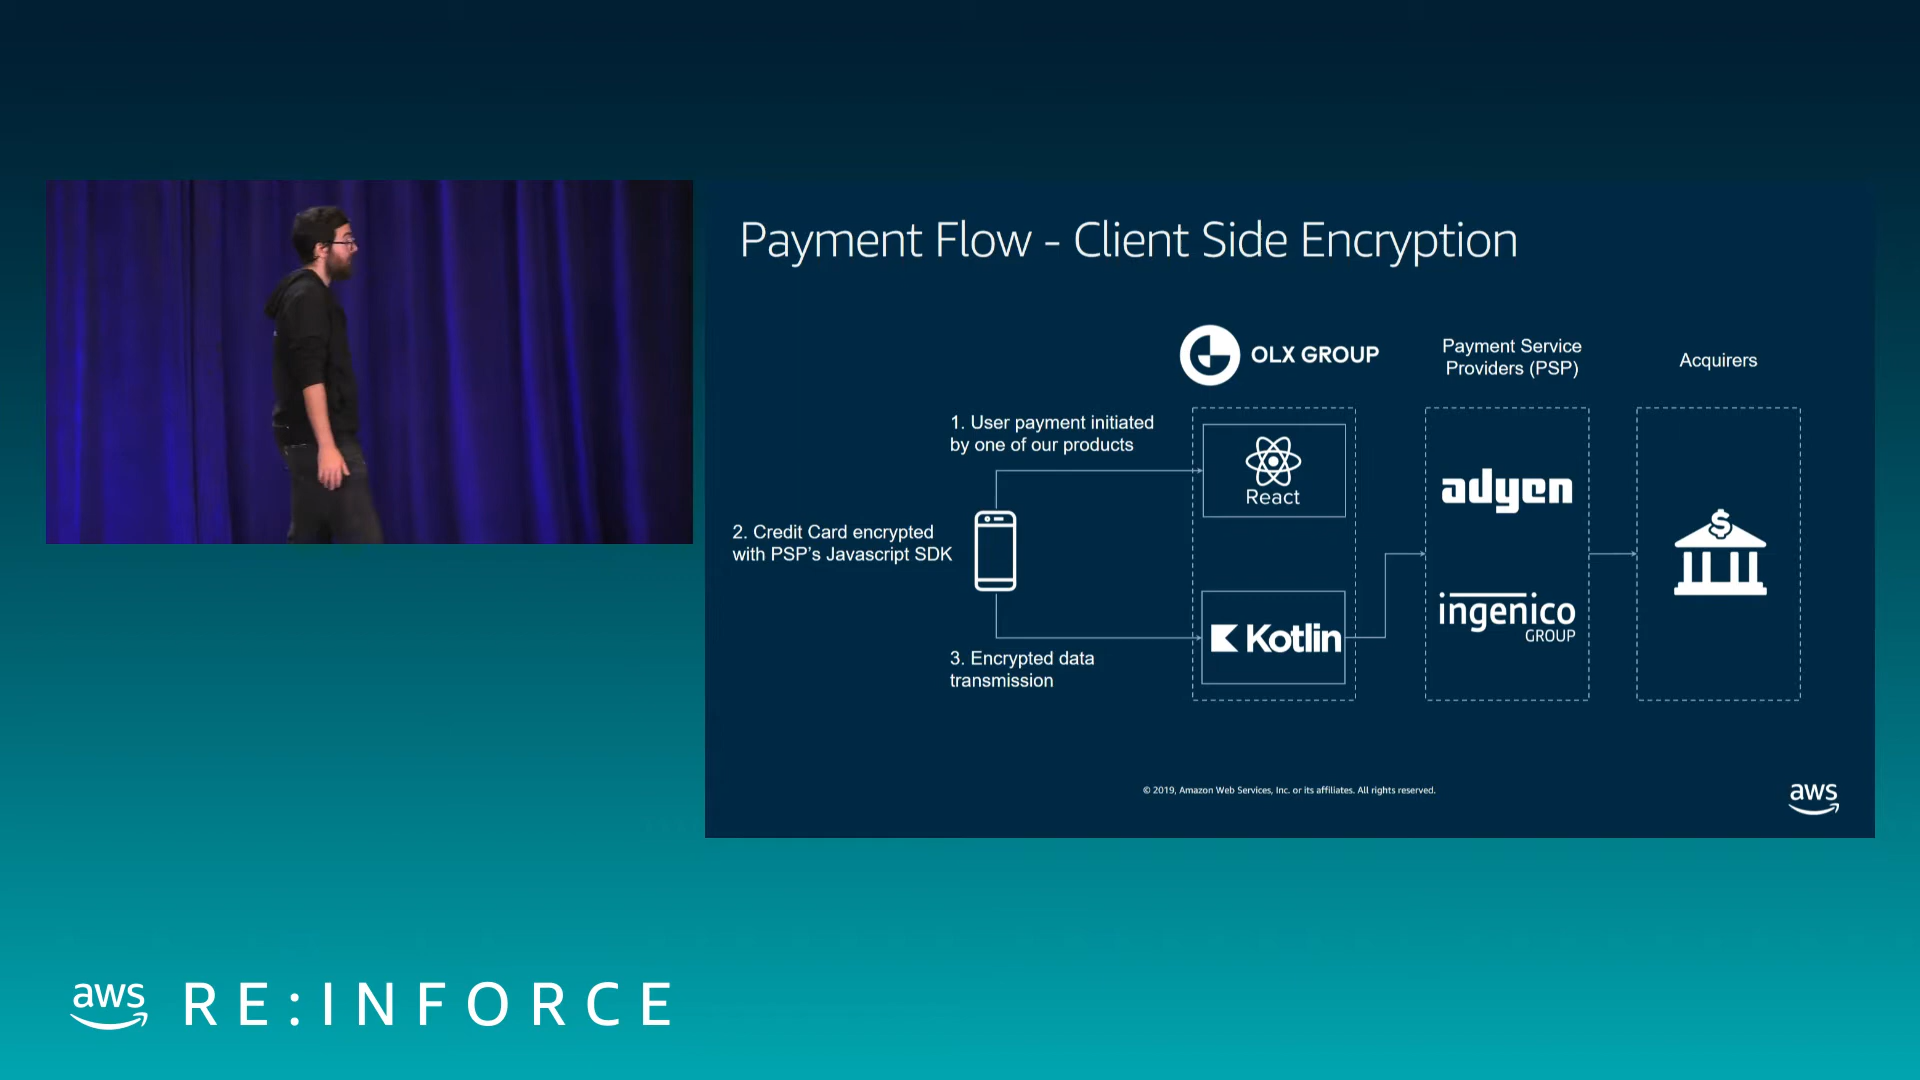 Payment Flow - Client Side Encryption
OLX GROUP
Payment Service
Providers (PSP)
Acquirers
1. User payment initiated
by one of our products
React
adyen
2. Credit Card encrypted
with PSP's Javascript SDK
ingenico
GROUP
Kotlin
3. Encrypted data
transmission
© 2019, Amazon Web Services, Inc. or its affiliates. All rights reserved.
aws
aws RE:INFORCE